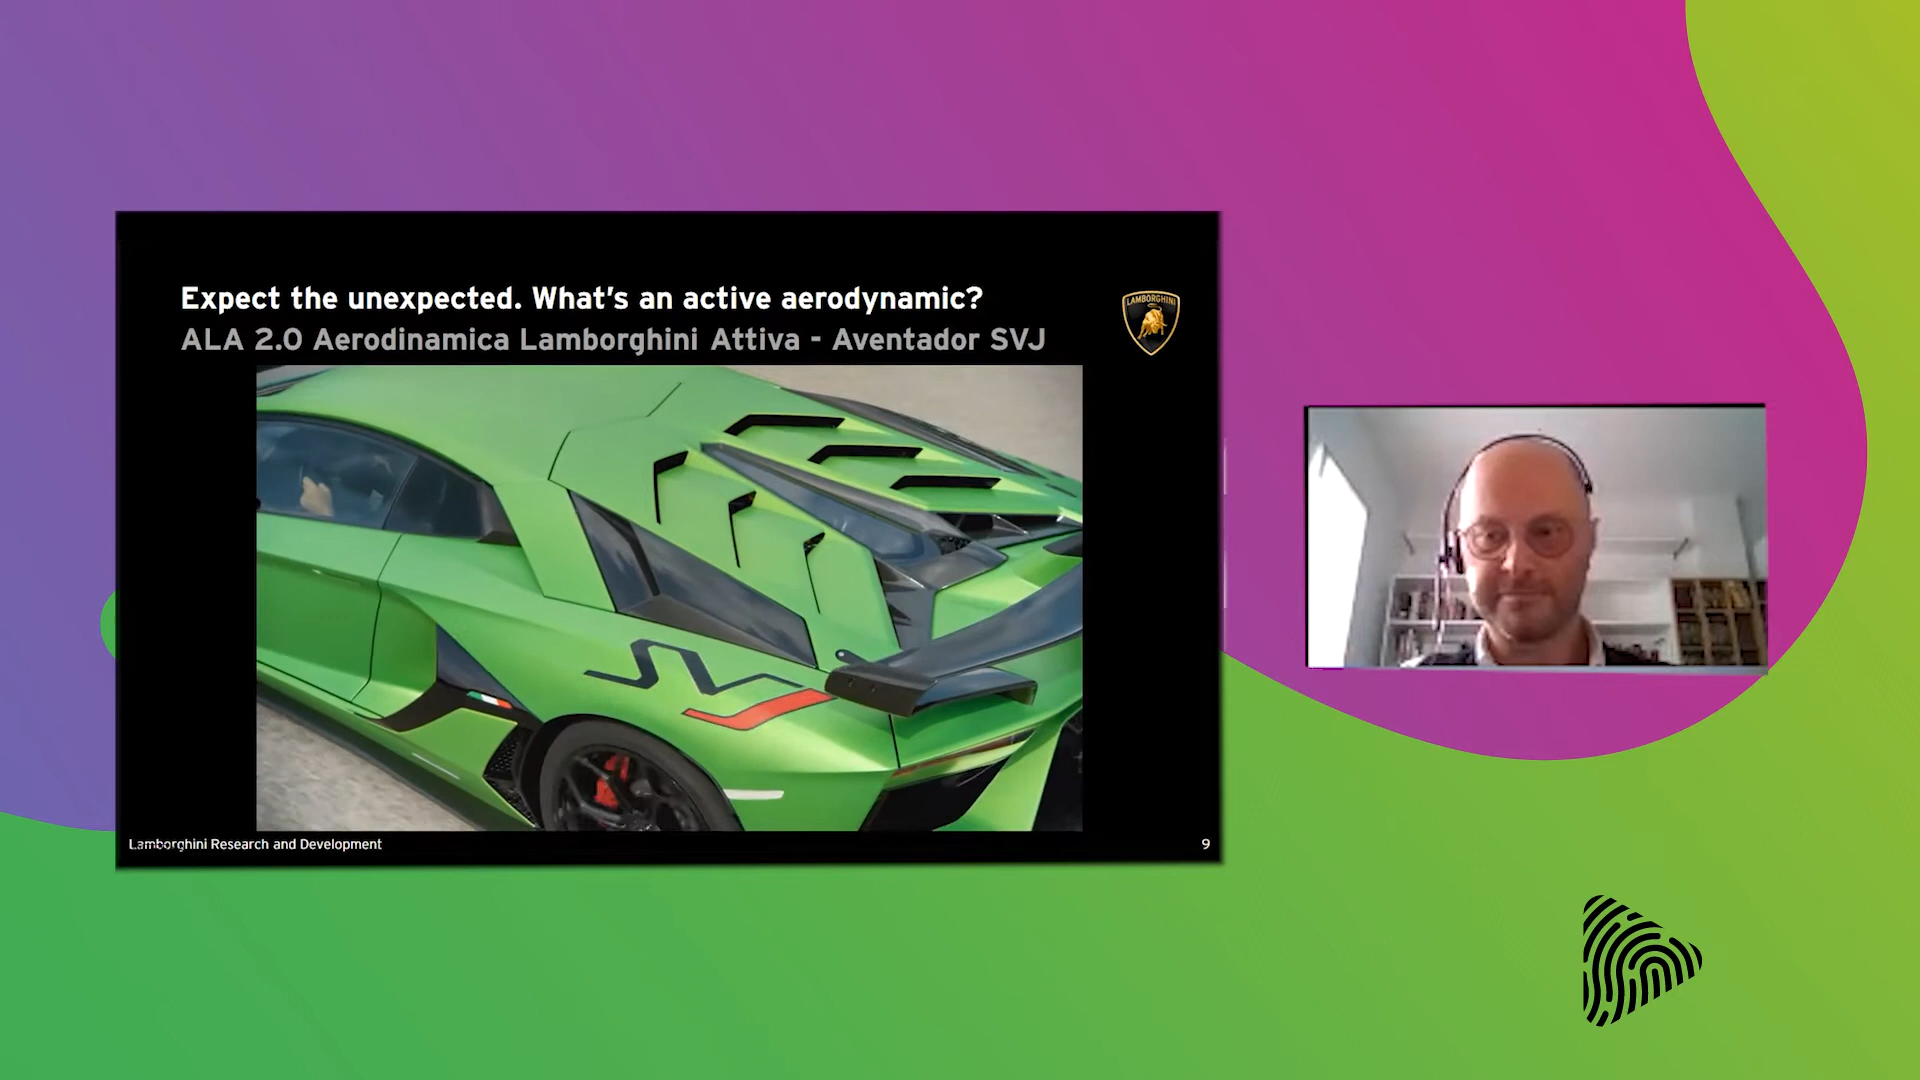 Expect the unexpected. What's an active aerodynamic?
ALA 2.0 Aerodinamica Lamborghini Attiva - Aventador SVJ
LAMBORGHINI
SVJ
Lamborghini Research and Development
9